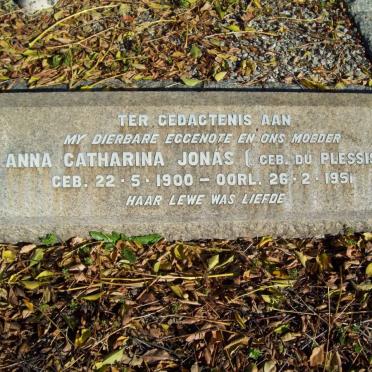 TER GEDAGTENIS AAN
MY DIERBARE EGGENOTE EN ONS MOEDER
ANNA CATHARINA JONAS ( GEB. DU PLESSIS
GEB. 22·5·1900 – OORL. 26·2·1951
HAAR LEWE WAS LIEFDE